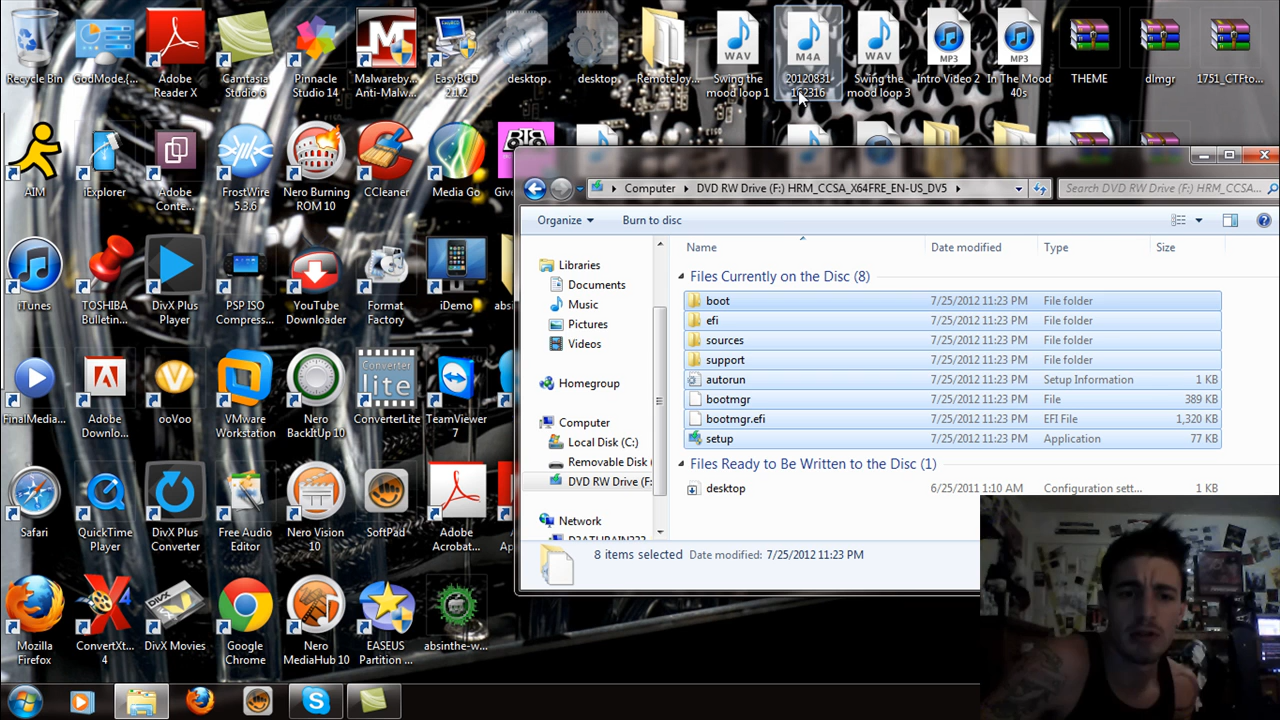 Recycle Bin
GodMode.{...
Adobe Reader X
Camtasia Studio 6
Pinnacle Studio 14
Malwareby... Anti-Malw...
EasyBCD 2.1.2
desktop
desktop
RemoteJoy...
Swing the mood loop 1
20120831 162316
Swing the mood loop 3
Intro Video 2
In The Mood 40s
THEME
dlmgr
1751_CTFto...
WAV
M4A
WAV
MP3
MP3
AIM
iExplorer
Adobe Conte...
FrostWire 5.3.6
Nero Burning ROM 10
CCleaner
Media Go
Give
iTunes
TOSHIBA Bulletin...
DivX Plus Player
PSP ISO Compress...
YouTube Downloader
Format Factory
iDemo
absi
FinalMedia...
Adobe Downlo...
ooVoo
VMware Workstation
Nero BackItUp 10
Converter lite
ConverterLite
TeamViewer 7
Safari
QuickTime Player
DivX Plus Converter
Free Audio Editor
Nero Vision 10
SoftPad
Adobe Acrobat...
Mozilla Firefox
ConvertXt... 4
DivX Movies
Google Chrome
Nero MediaHub 10
EASEUS Partition ...
absinthe-w...
Computer
DVD RW Drive (F:) HRM_CCSA_X64FRE_EN-US_DV5
Search DVD RW Drive (F:) HRM_CCSA...
Organize
Burn to disc
Libraries
Documents
Music
Pictures
Videos
Homegroup
Computer
Local Disk (C:)
Removable Disk
DVD RW Drive (F:
Network
Name Date modified Type Size
Files Currently on the Disc (8)
boot 7/25/2012 11:23 PM File folder
efi 7/25/2012 11:23 PM File folder
sources 7/25/2012 11:23 PM File folder
support 7/25/2012 11:23 PM File folder
autorun 7/25/2012 11:23 PM Setup Information 1 KB
bootmgr 7/25/2012 11:23 PM File 389 KB
bootmgr.efi 7/25/2012 11:23 PM EFI File 1,320 KB
setup 7/25/2012 11:23 PM Application 77 KB
Files Ready to Be Written to the Disc (1)
desktop 6/25/2011 1:10 AM Configuration sett... 1 KB
8 items selected Date modified: 7/25/2012 11:23 PM